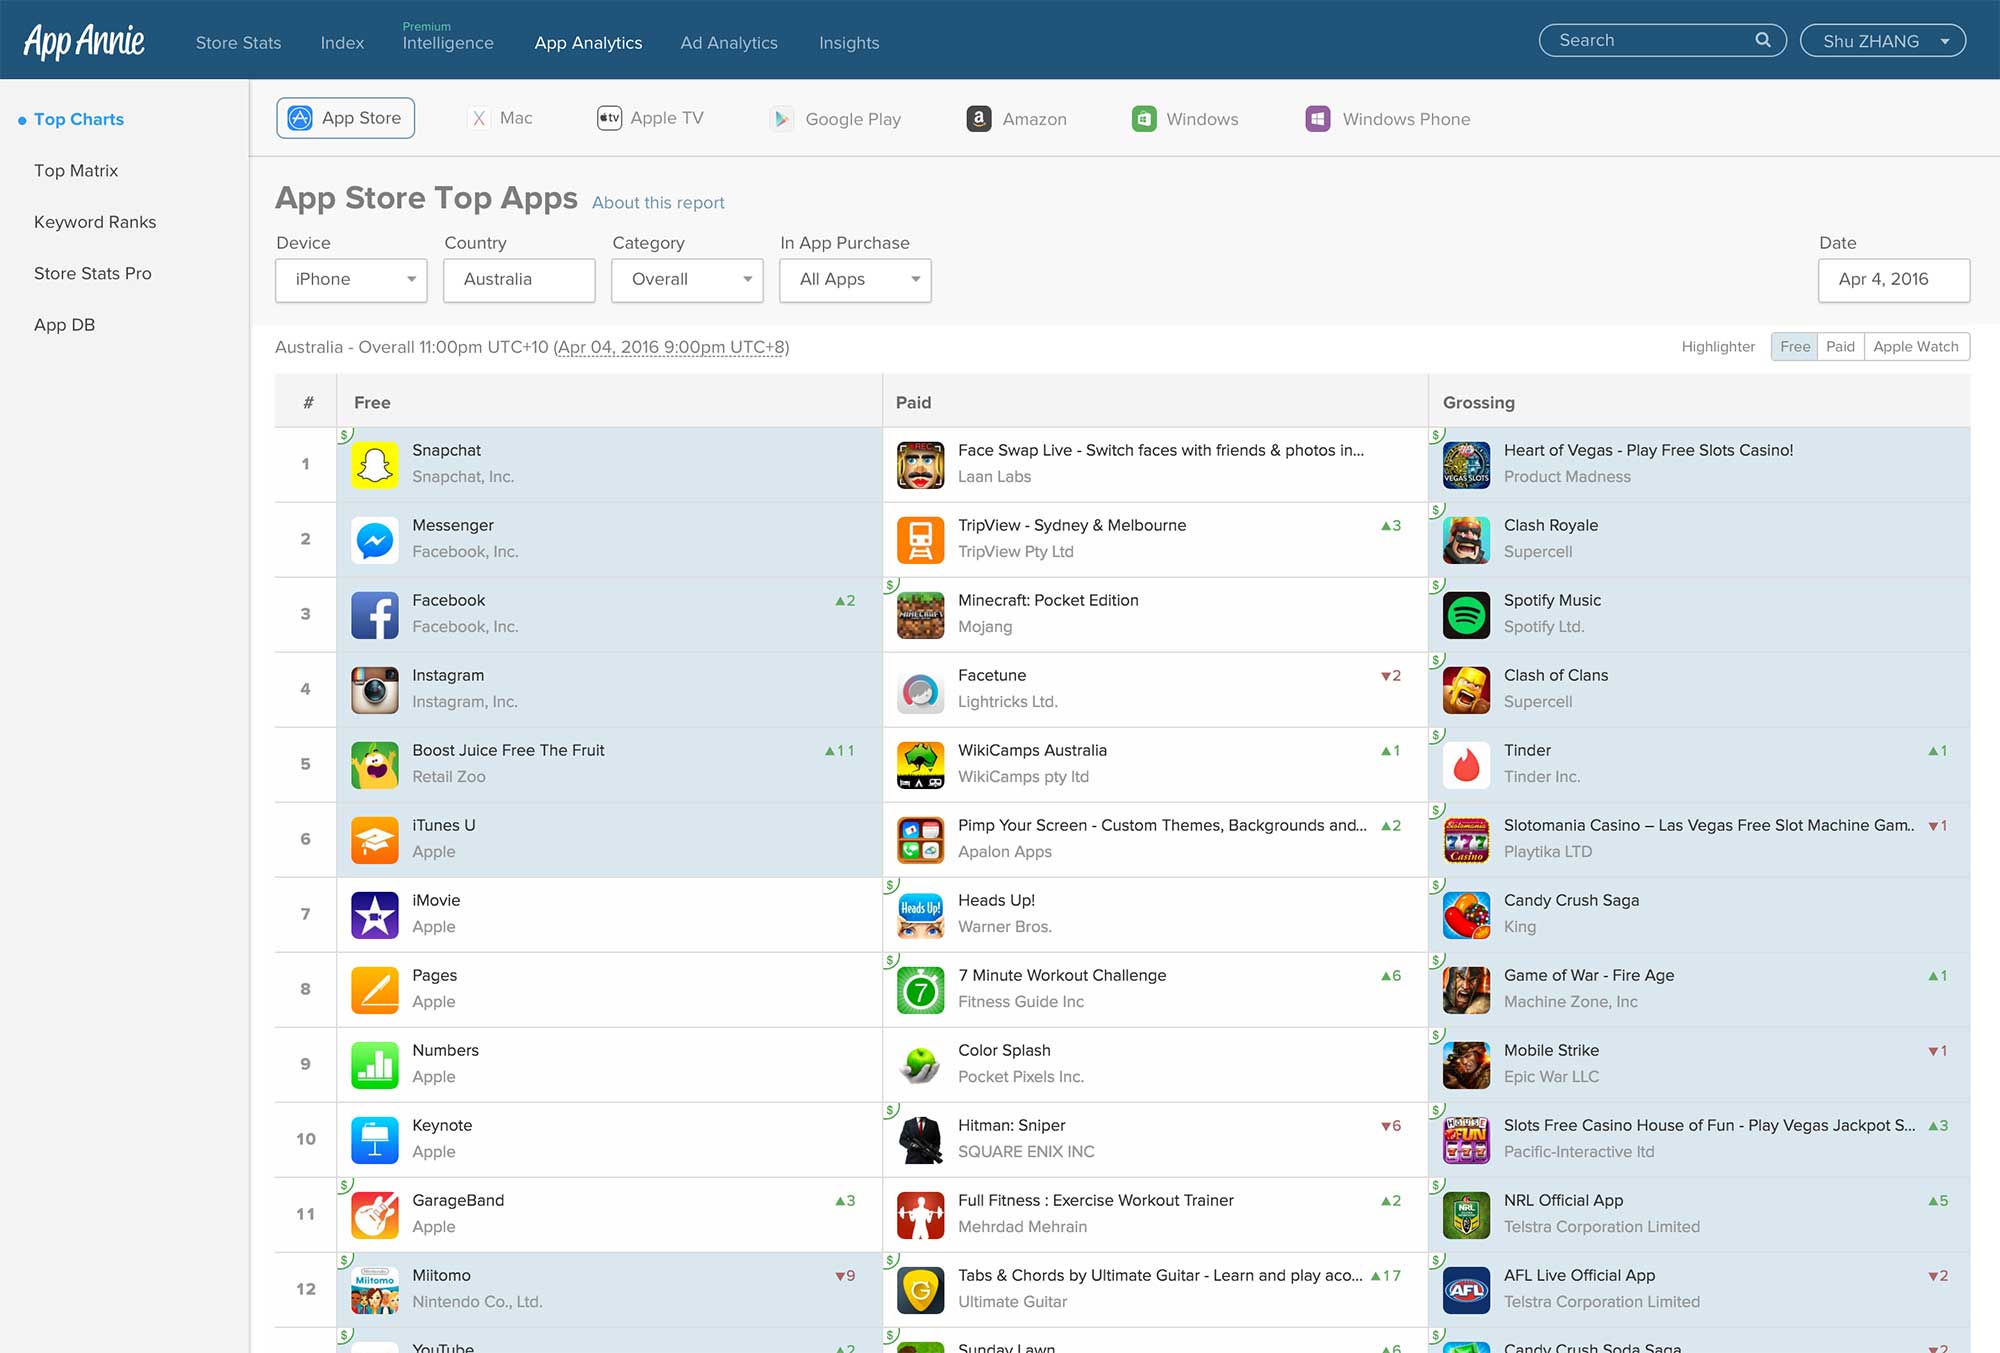 App Annie
Store Stats
Index
Premium
Intelligence
App Analytics
Ad Analytics
Insights
Search
Shu ZHANG
Top Charts
Top Matrix
Keyword Ranks
Store Stats Pro
App DB
App Store
Mac
Apple TV
Google Play
Amazon
Windows
Windows Phone
App Store Top Apps About this report
Device
Country
Category
In App Purchase
Date
iPhone
Australia
Overall
All Apps
Apr 4, 2016
Australia - Overall 11:00pm UTC+10 (Apr 04, 2016 9:00pm UTC+8)
Highlighter
Free
Paid
Apple Watch
# Free Paid Grossing
1
Snapchat
Snapchat, Inc.
Face Swap Live - Switch faces with friends & photos in...
Laan Labs
Heart of Vegas - Play Free Slots Casino!
Product Madness
2
Messenger
Facebook, Inc.
TripView - Sydney & Melbourne ▲3
TripView Pty Ltd
Clash Royale
Supercell
3
Facebook ▲2
Facebook, Inc.
Minecraft: Pocket Edition
Mojang
Spotify Music
Spotify Ltd.
4
Instagram
Instagram, Inc.
Facetune ▼2
Lightricks Ltd.
Clash of Clans
Supercell
5
Boost Juice Free The Fruit ▲11
Retail Zoo
WikiCamps Australia ▲1
WikiCamps pty ltd
Tinder ▲1
Tinder Inc.
6
iTunes U
Apple
Pimp Your Screen - Custom Themes, Backgrounds and... ▲2
Apalon Apps
Slotomania Casino – Las Vegas Free Slot Machine Gam.. ▼1
Playtika LTD
7
iMovie
Apple
Heads Up!
Warner Bros.
Candy Crush Saga
King
8
Pages
Apple
7 Minute Workout Challenge ▲6
Fitness Guide Inc
Game of War - Fire Age ▲1
Machine Zone, Inc
9
Numbers
Apple
Color Splash
Pocket Pixels Inc.
Mobile Strike ▼1
Epic War LLC
10
Keynote
Apple
Hitman: Sniper ▼6
SQUARE ENIX INC
Slots Free Casino House of Fun - Play Vegas Jackpot S... ▲3
Pacific-Interactive ltd
11
GarageBand ▲3
Apple
Full Fitness : Exercise Workout Trainer ▲2
Mehrdad Mehrain
NRL Official App ▲5
Telstra Corporation Limited
12
Miitomo ▼9
Nintendo Co., Ltd.
Tabs & Chords by Ultimate Guitar - Learn and play aco... ▲17
Ultimate Guitar
AFL Live Official App ▼2
Telstra Corporation Limited
YouTube ▲2
Sunday Lawn ▲6
Candy Crush Soda Saga ▼2